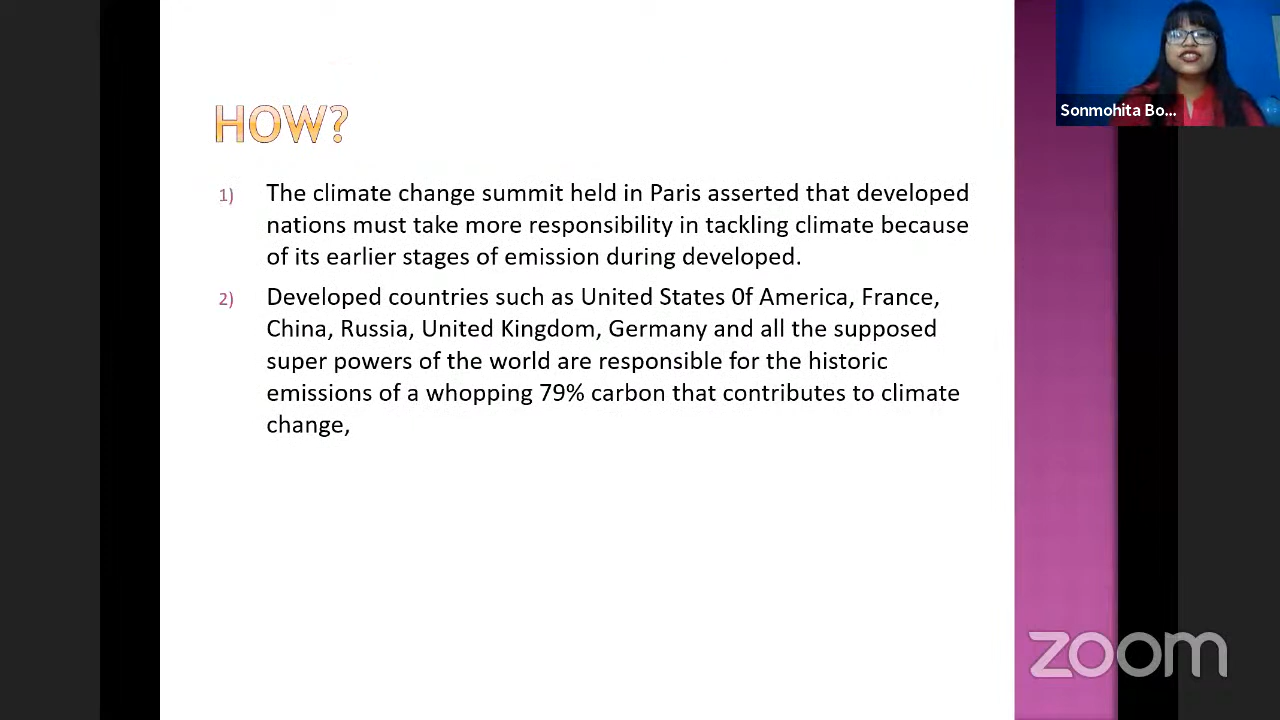 HOW?
1) The climate change summit held in Paris asserted that developed
nations must take more responsibility in tackling climate because
of its earlier stages of emission during developed.
2) Developed countries such as United States 0f America, France,
China, Russia, United Kingdom, Germany and all the supposed
super powers of the world are responsible for the historic
emissions of a whopping 79% carbon that contributes to climate
change,
Sonmohita Bo...
zoom